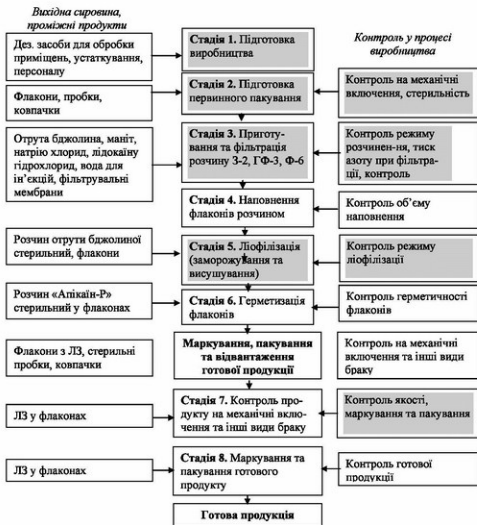 Вихідна сировина,
проміжні продукти
Контроль у процесі
виробництва
Дез. засоби для обробки
приміщень, устаткування,
персоналу
Стадія 1. Підготовка
виробництва
Флакони, пробки,
ковпачки
Стадія 2. Підготовка
первинного пакування
Контроль на механічні
включення, стерильність
Отрута бджолина, маніт,
натрію хлорид, лідокаїну
гідрохлорид, вода для
ін’єкцій, фільтрувальні
мембрани
Стадія 3. Приготу-
вання та фільтрація
розчину З-2, ГФ-3, Ф-6
Контроль режиму
розчинен-ня, тиск
азоту при фільтра-
ції, контроль
Стадія 4. Наповнення
флаконів розчином
Контроль об’єму
наповнення
Розчин отрути бджолиної
стерильний, флакони
Стадія 5. Ліофілізація
(заморожування та
висушування)
Контроль режиму
ліофілізації
Розчин «Апікаїн-Р»
стерильний у флаконах
Стадія 6. Герметизація
флаконів
Контроль герметичності
флаконів
Флакони з ЛЗ, стерильні
пробки, ковпачки
Маркування, пакування
та відвантаження
готової продукції
Контроль на механічні
включення та інші види
браку
ЛЗ у флаконах
Стадія 7. Контроль про-
дукту на механічні вклю-
чення та інші види браку
Контроль якості,
маркування та пакування
ЛЗ у флаконах
Стадія 8. Маркування та
пакування готового
продукту
Контроль готової
продукції
Готова продукція